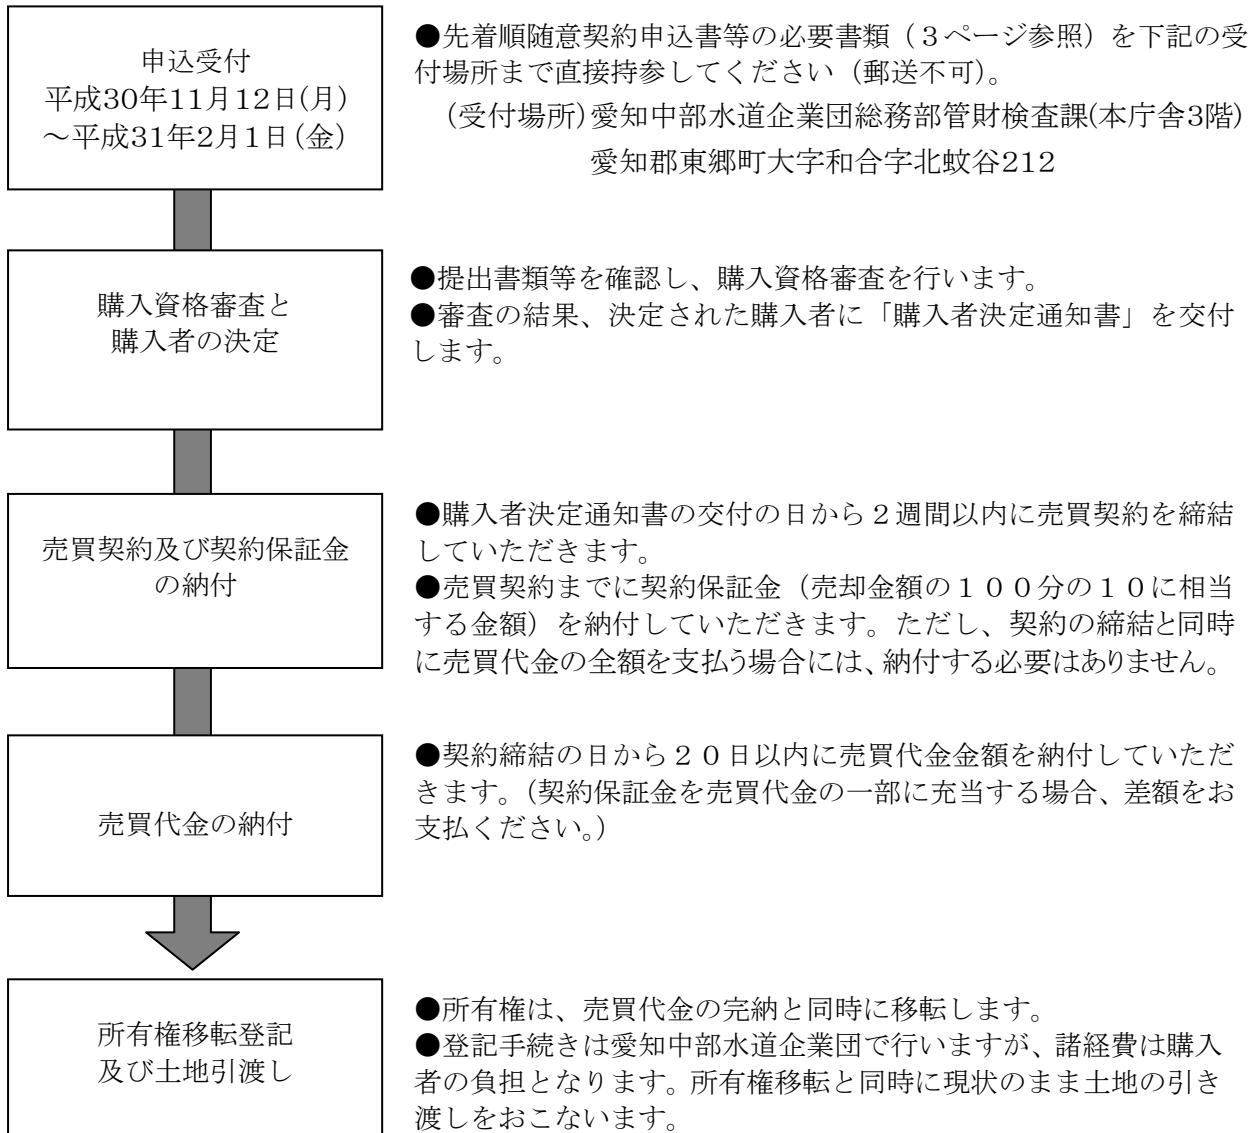 申込受付
平成30年11月12日(月)
～平成31年2月1日(金)
●先着順随意契約申込書等の必要書類（３ページ参照）を下記の受
付場所まで直接持参してください（郵送不可）。
（受付場所）愛知中部水道企業団総務部管財検査課(本庁舎3階)
愛知郡東郷町大字和合字北蚊谷212
購入資格審査と
購入者の決定
●提出書類等を確認し、購入資格審査を行います。
●審査の結果、決定された購入者に「購入者決定通知書」を交付
します。
売買契約及び契約保証金
の納付
●購入者決定通知書の交付の日から２週間以内に売買契約を締結
していただきます。
●売買契約までに契約保証金（売却金額の１００分の１０に相当
する金額）を納付していただきます。ただし、契約の締結と同時
に売買代金の全額を支払う場合には、納付する必要はありません。
売買代金の納付
●契約締結の日から２０日以内に売買代金金額を納付していただ
きます。（契約保証金を売買代金の一部に充当する場合、差額をお
支払ください。）
所有権移転登記
及び土地引渡し
●所有権は、売買代金の完納と同時に移転します。
●登記手続きは愛知中部水道企業団で行いますが、諸経費は購入
者の負担となります。所有権移転と同時に現状のまま土地の引き
渡しをおこないます。